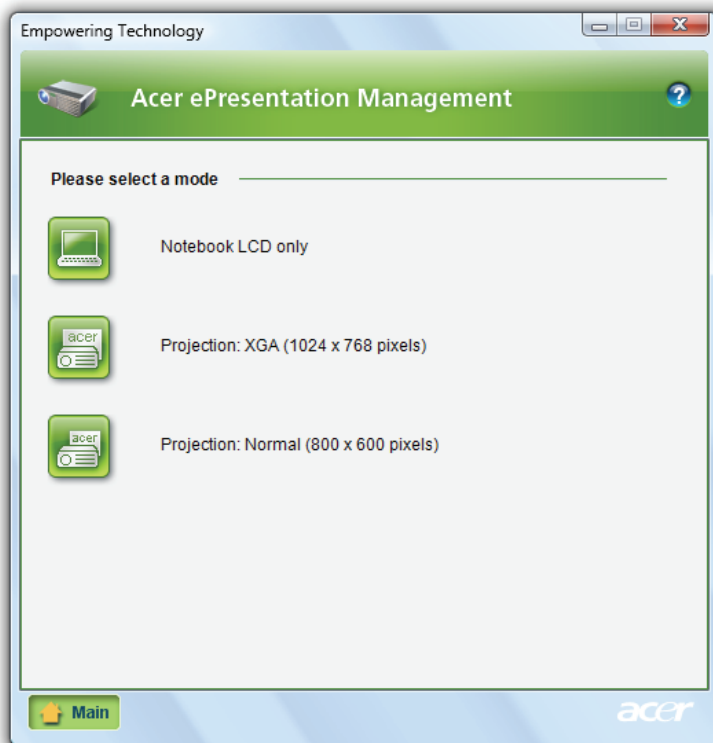 Empowering Technology
Acer ePresentation Management
?
Please select a mode
Notebook LCD only
acer
Projection: XGA (1024 x 768 pixels)
acer
Projection: Normal (800 x 600 pixels)
Main
acer